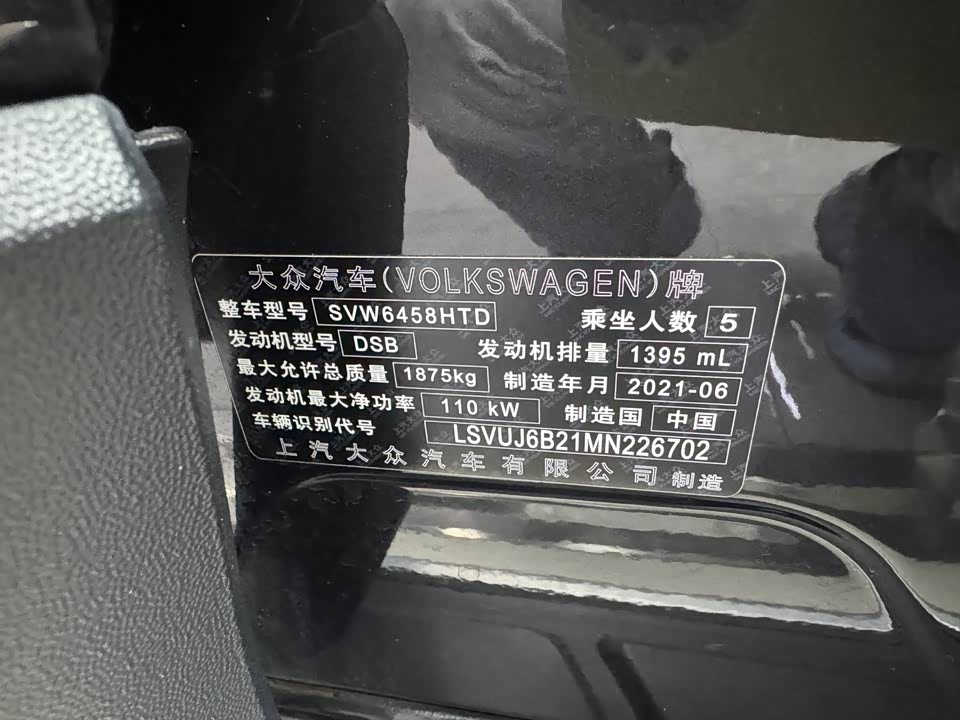 大众汽车(VOLKSWAGEN)牌
整车型号 SVW6458HTD 乘坐人数 5
发动机型号 DSB 发动机排量 1395 mL
最大允许总质量 1875kg 制造年月 2021-06
发动机最大净功率 110 kW 制造国 中国
车辆识别代号 LSVUJ6B21MN226702
上汽大众汽车有限公司 制造